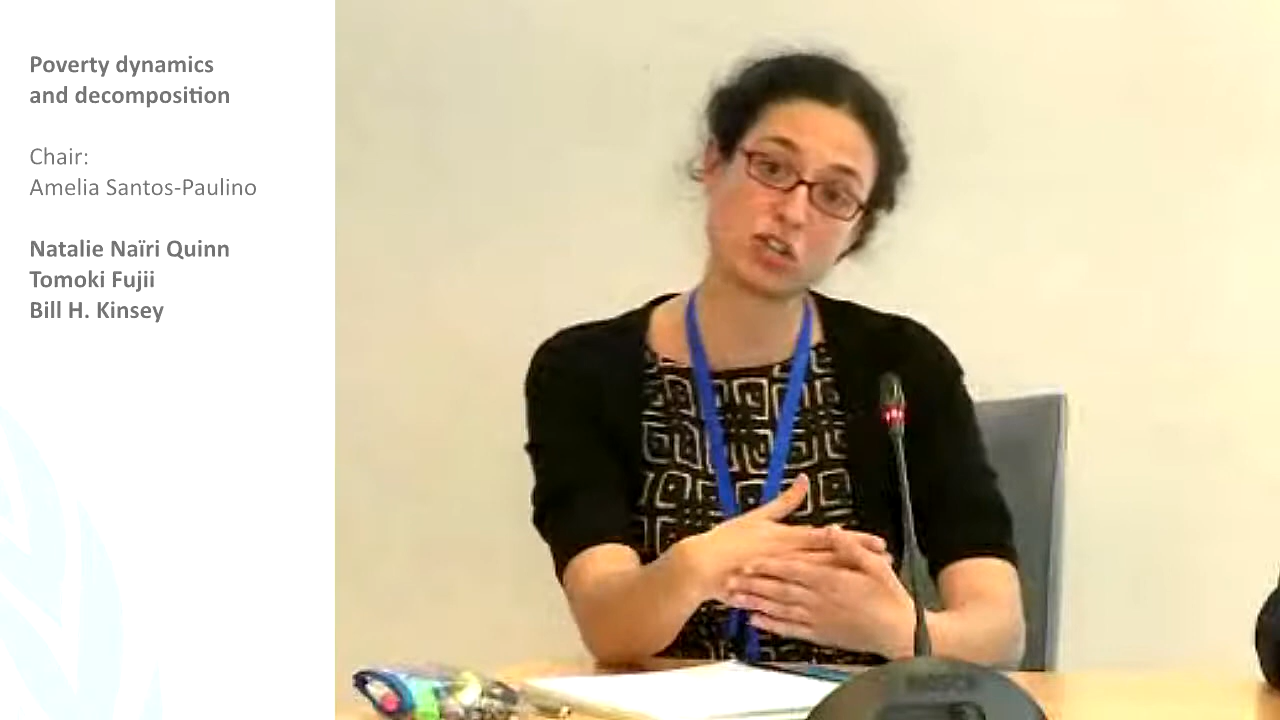 Poverty dynamics
and decomposition
Chair:
Amelia Santos-Paulino
Natalie Naïri Quinn
Tomoki Fujii
Bill H. Kinsey